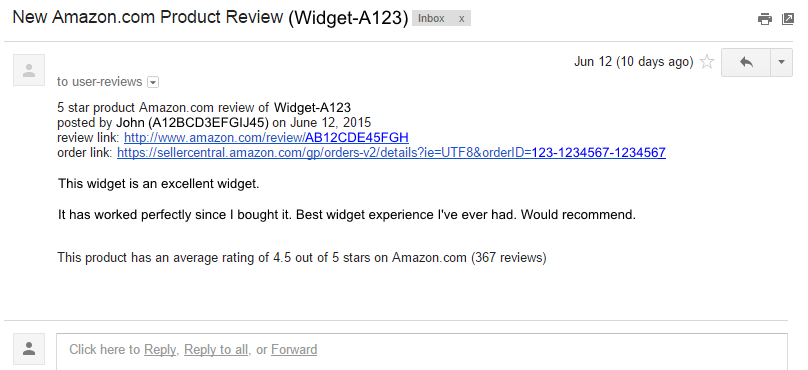 New Amazon.com Product Review (Widget-A123) Inbox x
Jun 12 (10 days ago)
to user-reviews
5 star product Amazon.com review of Widget-A123
posted by John (A12BCD3EFGIJ45) on June 12, 2015
review link: http://www.amazon.com/review/AB12CDE45FGH
order link: https://sellercentral.amazon.com/gp/orders-v2/details?ie=UTF8&orderID=123-1234567-1234567
This widget is an excellent widget.
It has worked perfectly since I bought it. Best widget experience I've ever had. Would recommend.
This product has an average rating of 4.5 out of 5 stars on Amazon.com (367 reviews)
Click here to Reply, Reply to all, or Forward